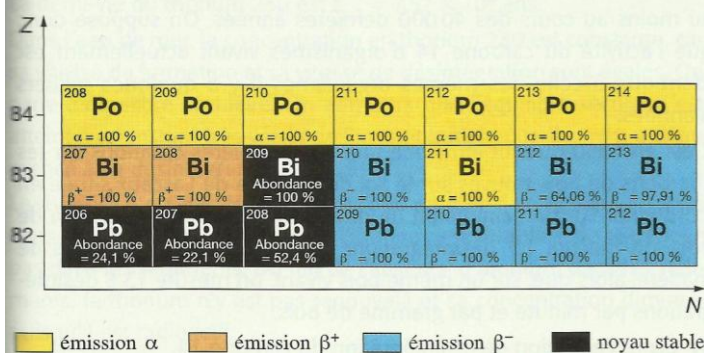 Z
84
208 Po α = 100 %
209 Po α = 100 %
210 Po α = 100 %
211 Po α = 100 %
212 Po α = 100 %
213 Po α = 100 %
214 Po α = 100 %
83
207 Bi β⁺ = 100 %
208 Bi β⁺ = 100 %
209 Bi Abondance = 100 %
210 Bi β⁻ = 100 %
211 Bi α = 100 %
212 Bi β⁻ = 64,06 %
213 Bi β⁻ = 97,91 %
82
206 Pb Abondance = 24,1 %
207 Pb Abondance = 22,1 %
208 Pb Abondance = 52,4 %
209 Pb β⁻ = 100 %
210 Pb β⁻ = 100 %
211 Pb β⁻ = 100 %
212 Pb β⁻ = 100 %
N
émission α émission β⁺ émission β⁻ noyau stable